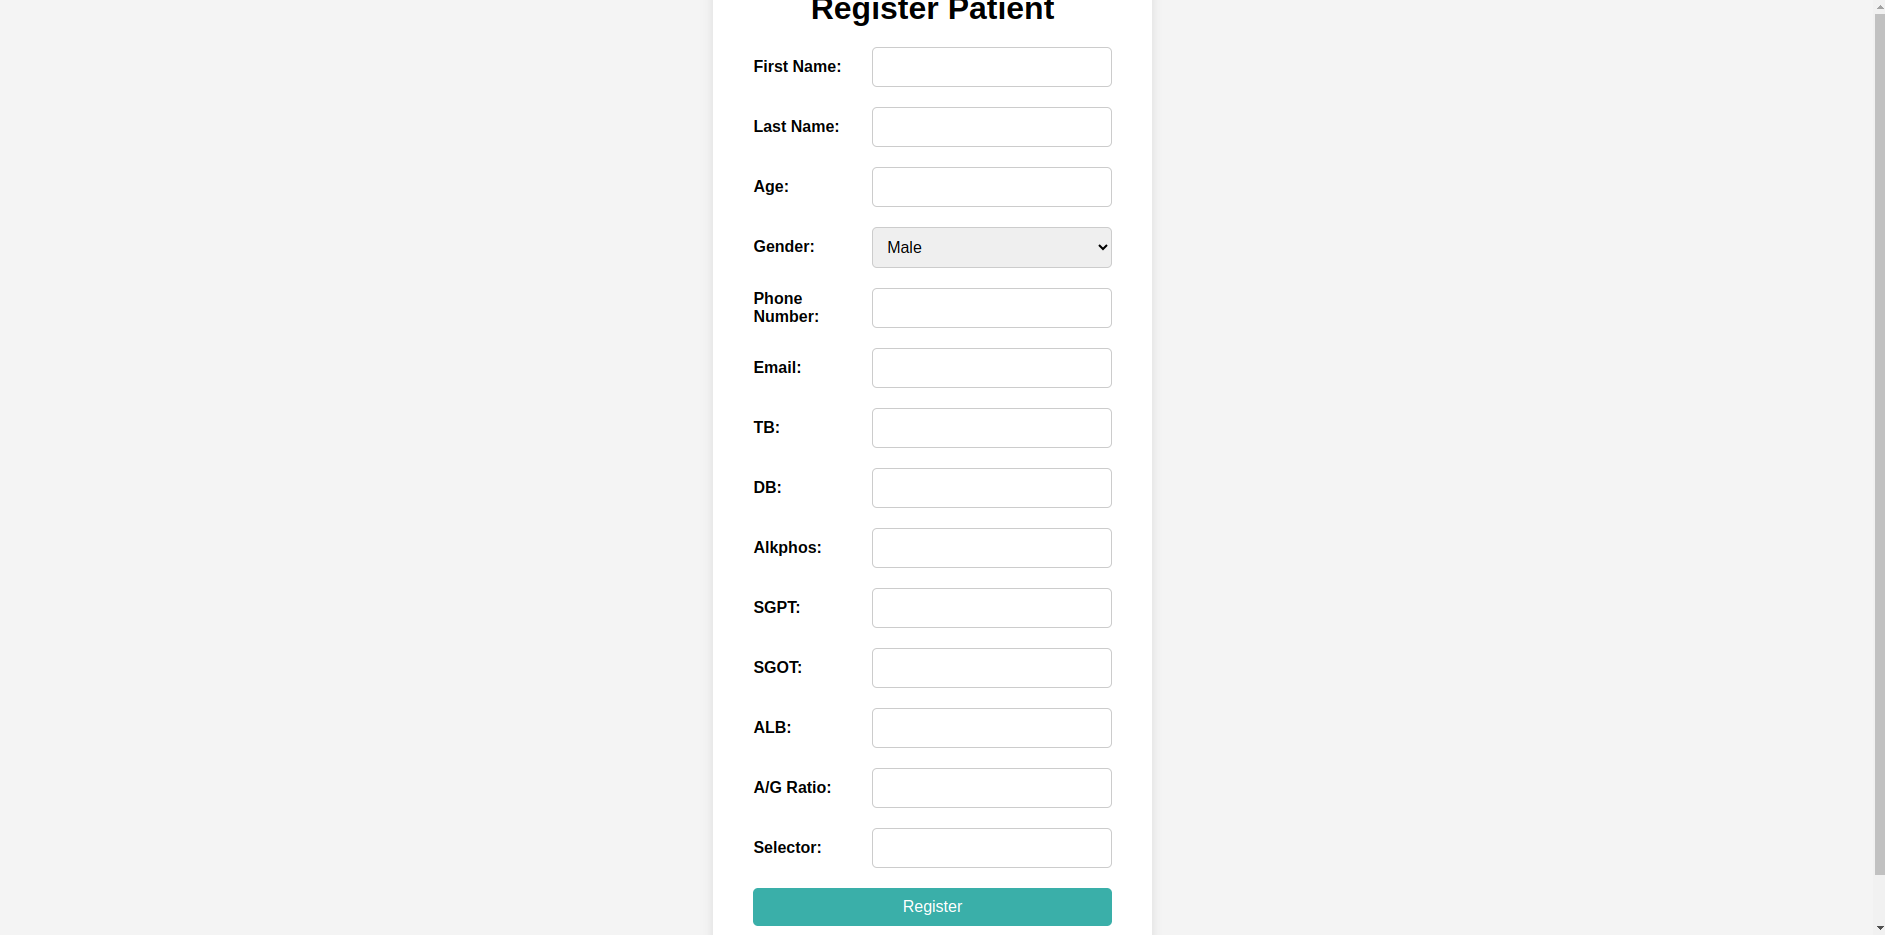 Register Patient
First Name:
Last Name:
Age:
Gender:
Male
Phone
Number:
Email:
TB:
DB:
Alkphos:
SGPT:
SGOT:
ALB:
A/G Ratio:
Selector:
Register